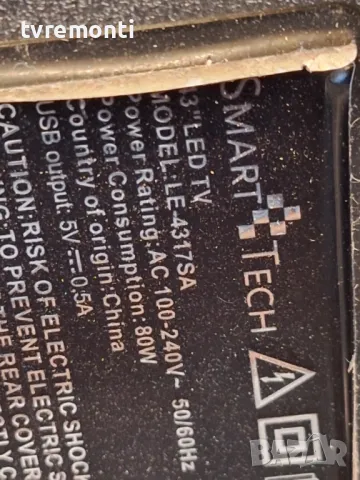 tvremonti
SMART TECH
3"LED TV
MODEL:LE-4317SA
Power Rating: AC 100-240V~ 50/60Hz
Power Consumption: 80W
Country of origin:China
USB output: 5V⎓0.5A
CAUTION: RISK OF ELECTRIC SHOCK
TO PREVENT ELECTRIC
THE REAR COVER
BAZAR